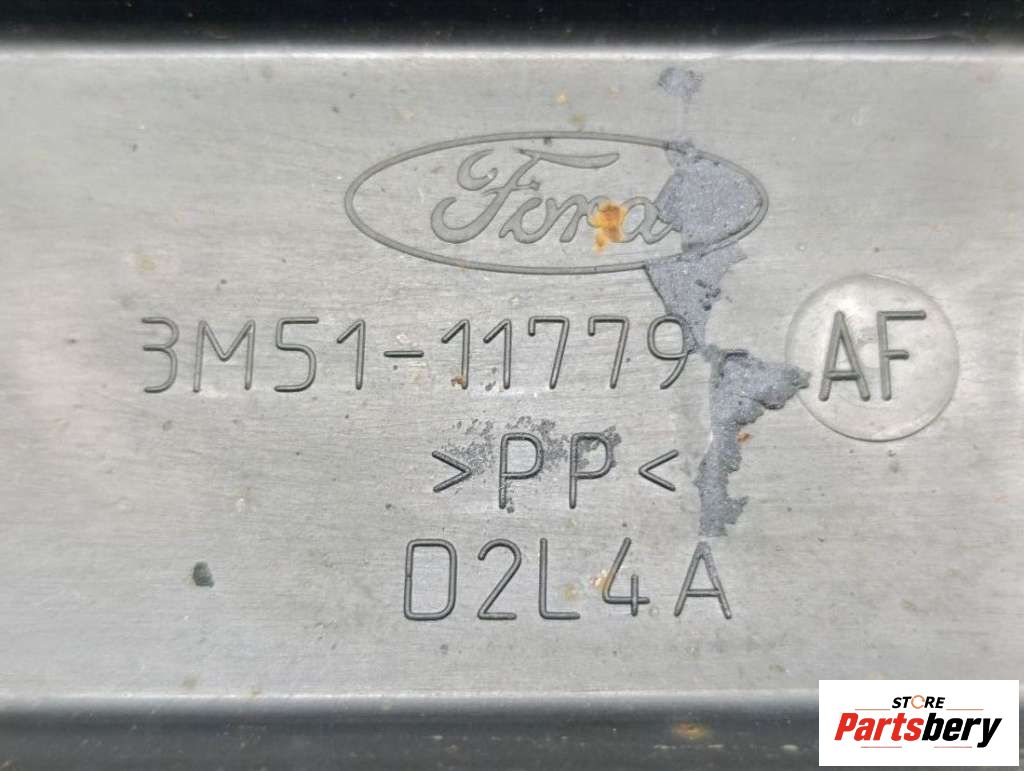 Ford
3M51-11779 AF
>PP<
D2L4A
STORE
Partsbery